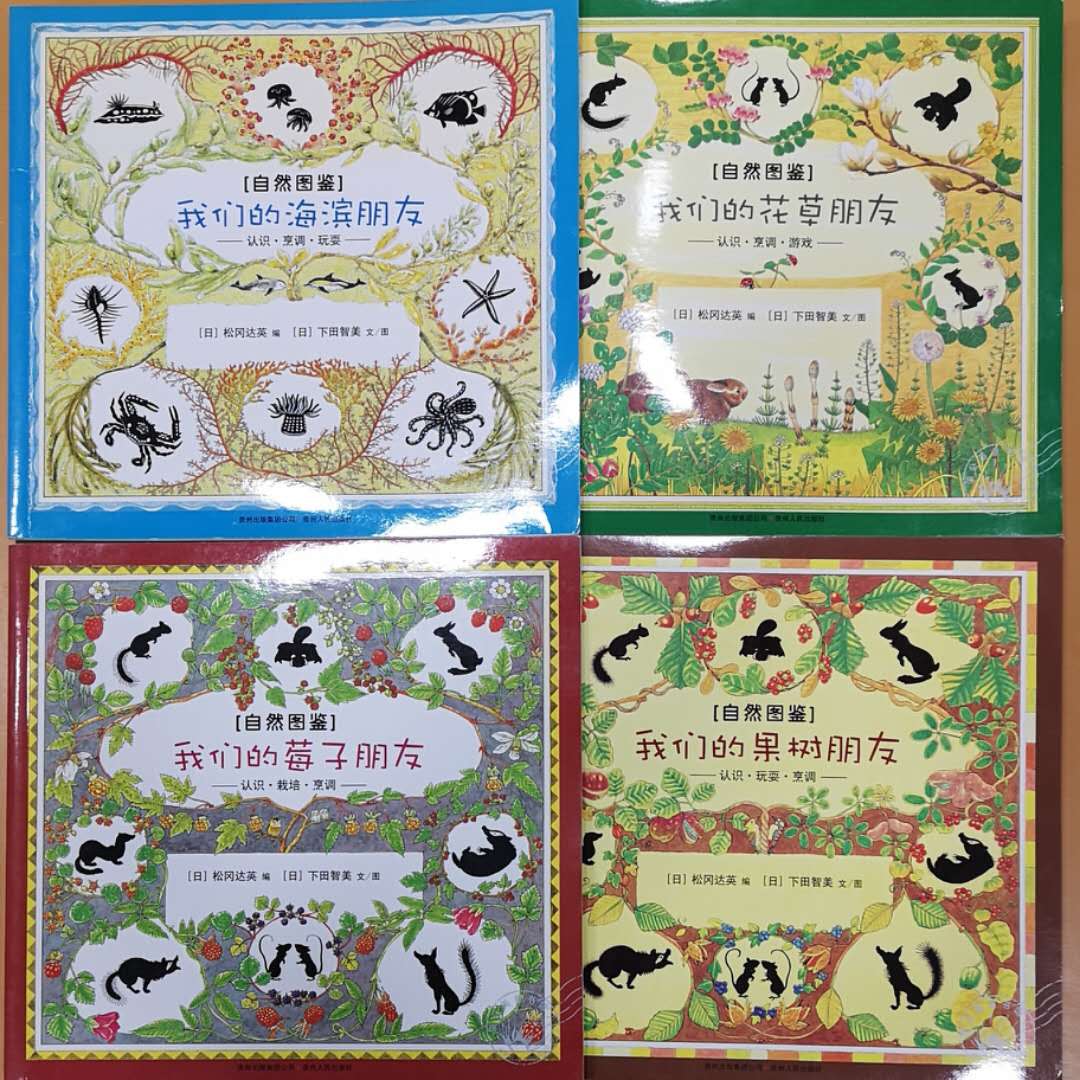 [自然图鉴]
我们的海滨朋友
——认识·烹调·玩耍——
[日] 松冈达英 编 [日] 下田智美 文/图
贵州出版集团公司 贵州人民出版社
[自然图鉴]
我们的花草朋友
——认识·烹调·游戏——
[日] 松冈达英 编 [日] 下田智美 文/图
贵州出版集团公司 贵州人民出版社
[自然图鉴]
我们的莓子朋友
——认识·栽培·烹调——
[日] 松冈达英 编 [日] 下田智美 文/图
贵州出版集团公司 贵州人民出版社
[自然图鉴]
我们的果树朋友
——认识·玩耍·烹调——
[日] 松冈达英 编 [日] 下田智美 文/图
贵州出版集团公司 贵州人民出版社